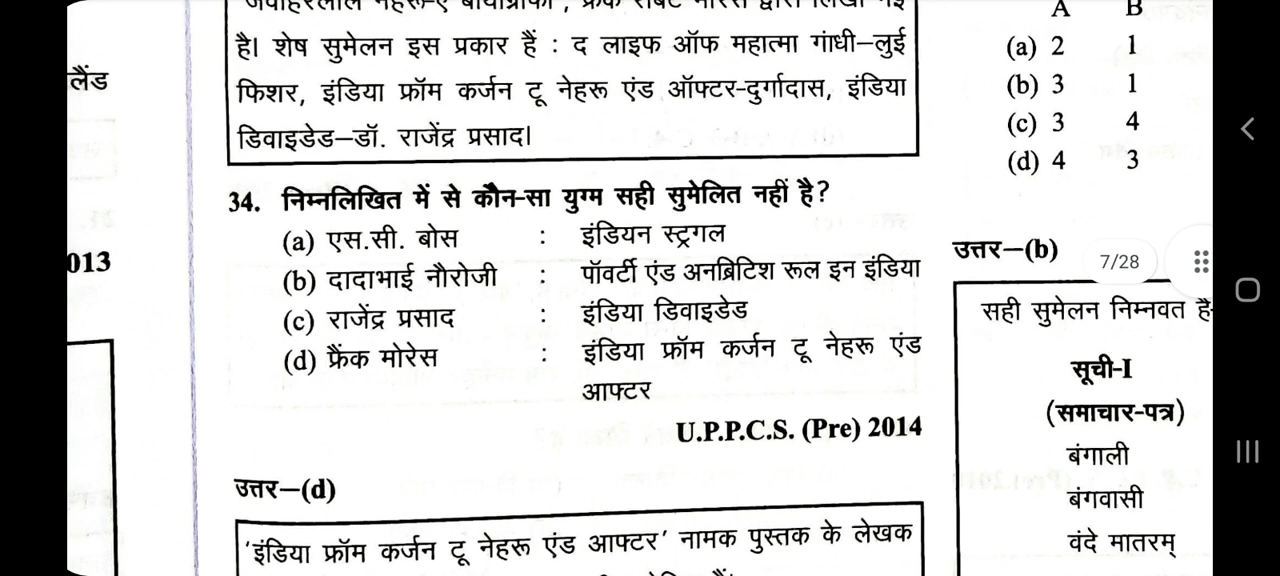 है। शेष सुमेलन इस प्रकार हैं : द लाइफ ऑफ महात्मा गांधी–लुई
फिशर, इंडिया फ्रॉम कर्जन टू नेहरू एंड ऑफ्टर-दुर्गादास, इंडिया
डिवाइडेड–डॉ. राजेंद्र प्रसाद।
34. निम्नलिखित में से कौन-सा युग्म सही सुमेलित नहीं है?
(a) एस.सी. बोस : इंडियन स्ट्रगल
(b) दादाभाई नौरोजी : पॉवर्टी एंड अनब्रिटिश रूल इन इंडिया
(c) राजेंद्र प्रसाद : इंडिया डिवाइडेड
(d) फ्रैंक मोरेस : इंडिया फ्रॉम कर्जन टू नेहरू एंड
आफ्टर
U.P.P.C.S. (Pre) 2014
उत्तर–(d)
'इंडिया फ्रॉम कर्जन टू नेहरू एंड आफ्टर' नामक पुस्तक के लेखक
लैंड
013
A B
(a) 2 1
(b) 3 1
(c) 3 4
(d) 4 3
उत्तर–(b)
7/28
सही सुमेलन निम्नवत हैं-
सूची-I
(समाचार-पत्र)
बंगाली
बंगवासी
वंदे मातरम्